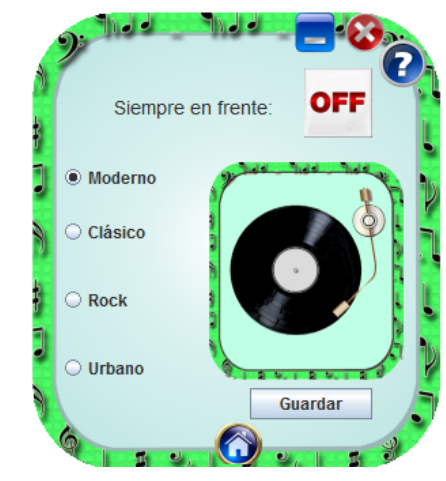 ?
Siempre en frente:
OFF
Moderno
Clásico
Rock
Urbano
Guardar